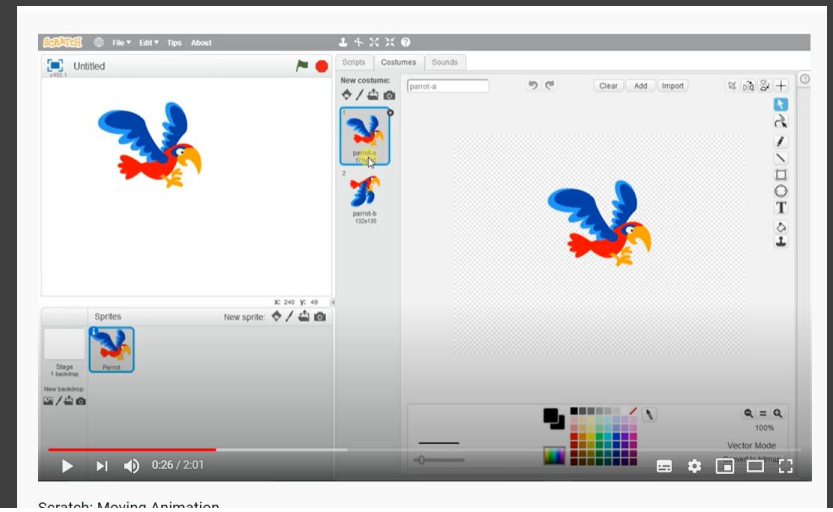 SCRATCH File Edit Tips About
Untitled
v450.1
Scripts Costumes Sounds
New costume:
parrot-a
Clear Add Import
1
parrot-a
2
parrot-b
132x135
T
x: 240 y: 49
Sprites New sprite:
Stage
1 backdrop
New backdrop:
Parrot
100%
Vector Mode
0:26 / 2:01
Scratch: Moving Animation